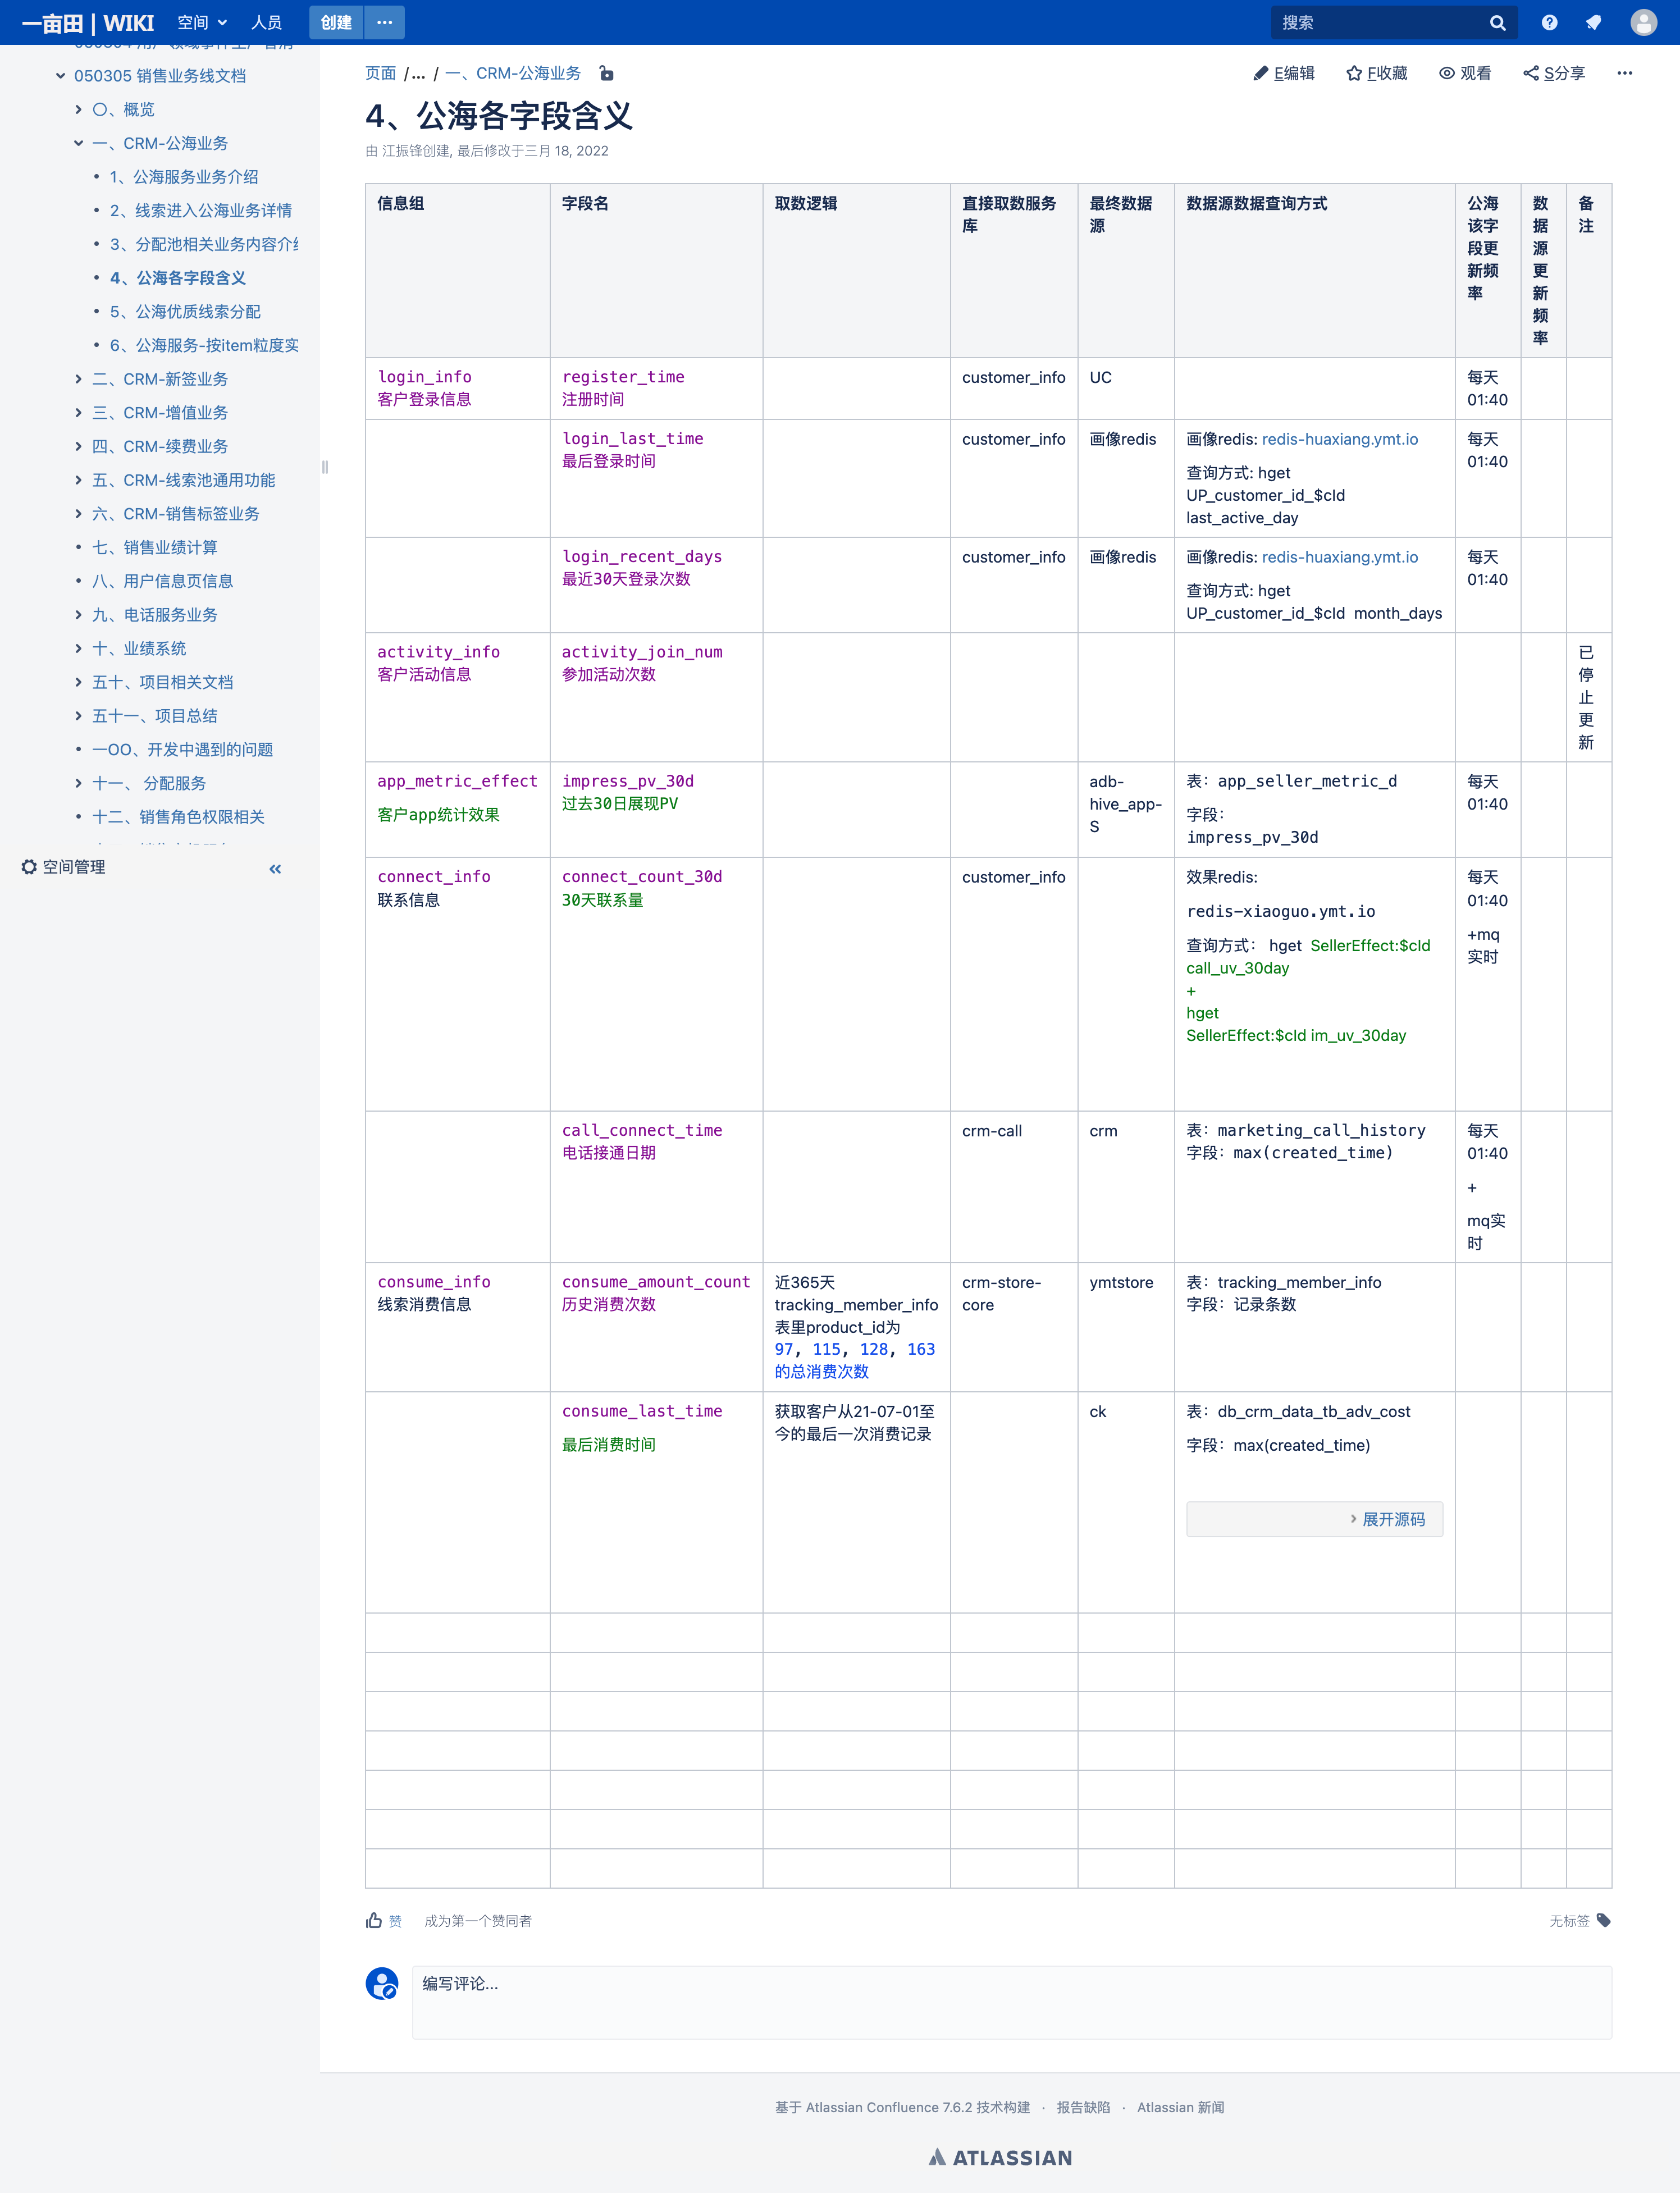 一亩田 | WIKI
空间
人员
创建
搜索
050305 销售业务线文档
〇、概览
一、CRM-公海业务
1、公海服务业务介绍
2、线索进入公海业务详情
3、分配池相关业务内容介绍
4、公海各字段含义
5、公海优质线索分配
6、公海服务-按item粒度实
二、CRM-新签业务
三、CRM-增值业务
四、CRM-续费业务
五、CRM-线索池通用功能
六、CRM-销售标签业务
七、销售业绩计算
八、用户信息页信息
九、电话服务业务
十、业绩系统
五十、项目相关文档
五十一、项目总结
一OO、开发中遇到的问题
十一、 分配服务
十二、销售角色权限相关
空间管理
页面 /... / 一、CRM-公海业务
E编辑
F收藏
观看
S分享
4、公海各字段含义
由 江振锋创建, 最后修改于三月 18, 2022
信息组
字段名
取数逻辑
直接取数服务
库
最终数据
源
数据源数据查询方式
公海
该字
段更
新频
率
数
据
源
更
新
频
率
备
注
login_info
客户登录信息
register_time
注册时间
customer_info
UC
每天
01:40
login_last_time
最后登录时间
customer_info
画像redis
画像redis: redis-huaxiang.ymt.io
查询方式: hget
UP_customer_id_$cId
last_active_day
每天
01:40
login_recent_days
最近30天登录次数
customer_info
画像redis
画像redis: redis-huaxiang.ymt.io
查询方式: hget
UP_customer_id_$cId month_days
每天
01:40
activity_info
客户活动信息
activity_join_num
参加活动次数
已
停
止
更
新
app_metric_effect
客户app统计效果
impress_pv_30d
过去30日展现PV
adb-
hive_app-
S
表：app_seller_metric_d
字段：
impress_pv_30d
每天
01:40
connect_info
联系信息
connect_count_30d
30天联系量
customer_info
效果redis:
redis-xiaoguo.ymt.io
查询方式： hget SellerEffect:$cId
call_uv_30day
+
hget
SellerEffect:$cId im_uv_30day
每天
01:40
+mq
实时
call_connect_time
电话接通日期
crm-call
crm
表：marketing_call_history
字段：max(created_time)
每天
01:40
+
mq实
时
consume_info
线索消费信息
consume_amount_count
历史消费次数
近365天
tracking_member_info
表里product_id为
97, 115, 128, 163
的总消费次数
crm-store-
core
ymtstore
表：tracking_member_info
字段：记录条数
consume_last_time
最后消费时间
获取客户从21-07-01至
今的最后一次消费记录
ck
表：db_crm_data_tb_adv_cost
字段：max(created_time)
展开源码
赞
成为第一个赞同者
无标签
编写评论...
基于 Atlassian Confluence 7.6.2 技术构建 · 报告缺陷 · Atlassian 新闻
ATLASSIAN